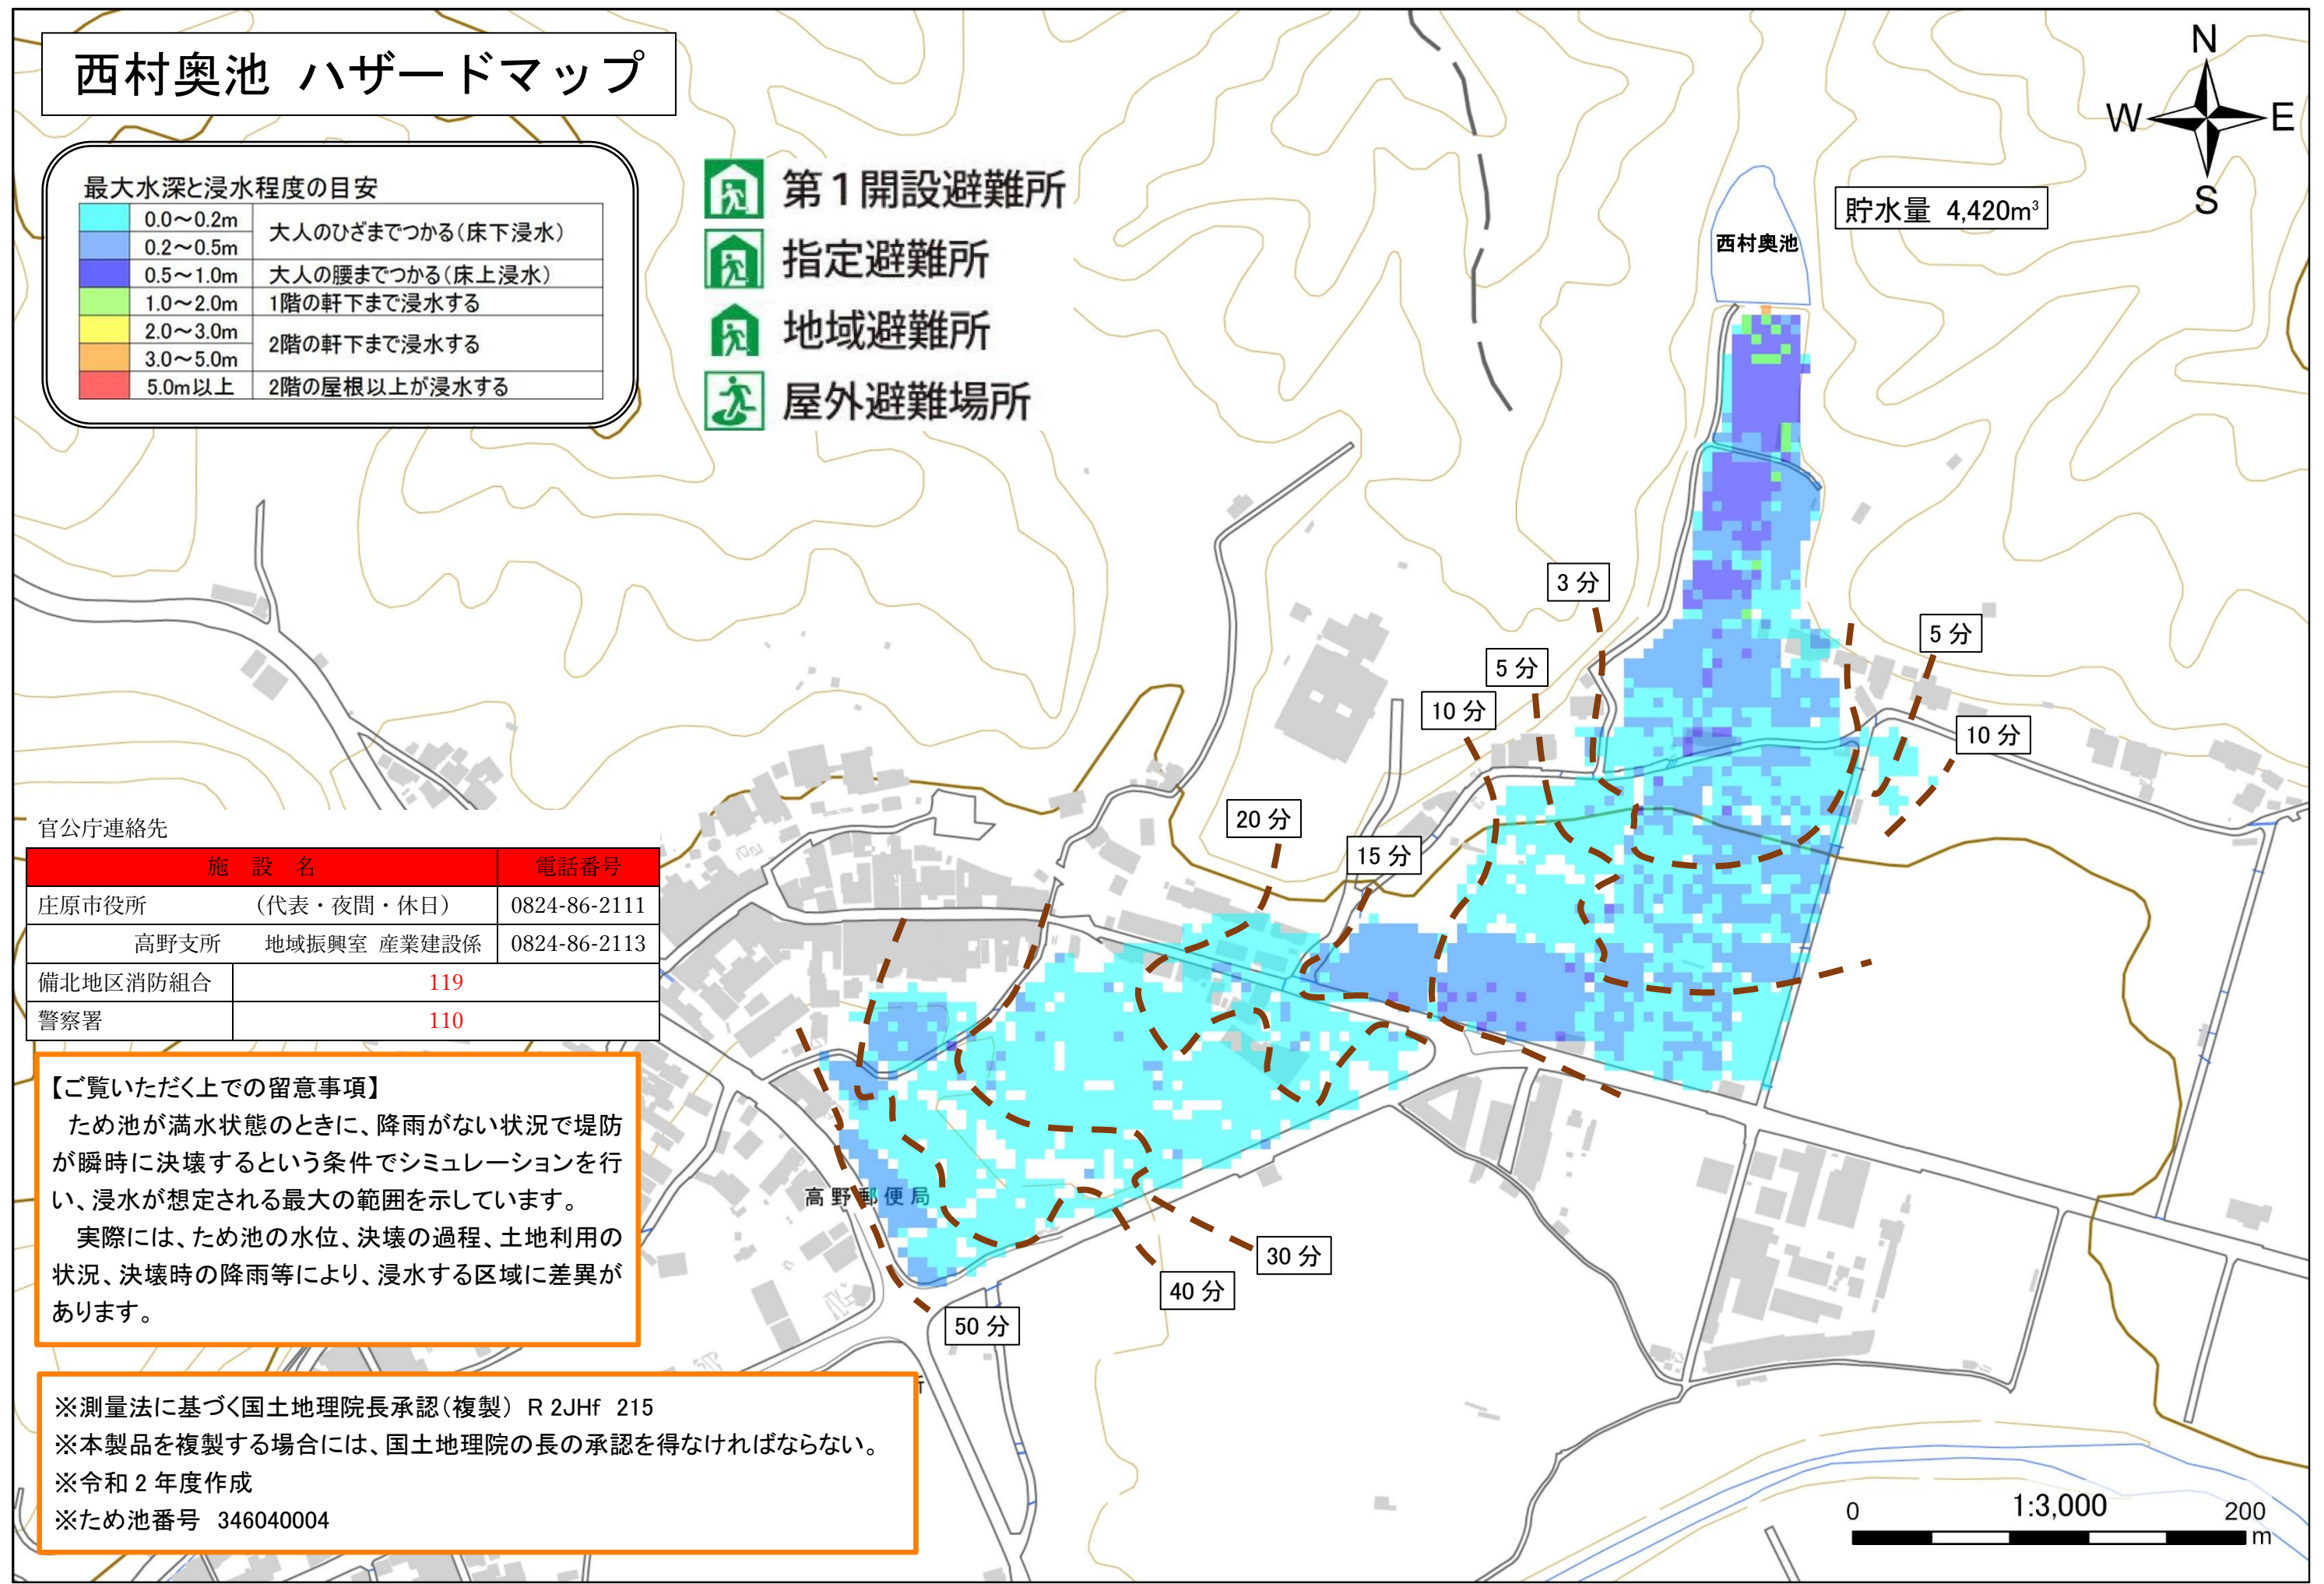 西村奥池 ハザードマップ
最大水深と浸水程度の目安
0.0～0.2m
大人のひざまでつかる（床下浸水）
0.2～0.5m
0.5～1.0m 大人の腰までつかる（床上浸水）
1.0～2.0m 1階の軒下まで浸水する
2.0～3.0m
2階の軒下まで浸水する
3.0～5.0m
5.0m以上 2階の屋根以上が浸水する
第１開設避難所
指定避難所
地域避難所
屋外避難場所
N
W
E
S
貯水量 4,420m³
西村奥池
3 分
5 分
5 分
10 分
10 分
20 分
15 分
30 分
40 分
50 分
高野郵便局
官公庁連絡先
施 設 名 電話番号
庄原市役所 （代表・夜間・休日） 0824-86-2111
高野支所 地域振興室 産業建設係 0824-86-2113
備北地区消防組合 119
警察署 110
【ご覧いただく上での留意事項】
ため池が満水状態のときに、降雨がない状況で堤防
が瞬時に決壊するという条件でシミュレーションを行
い、浸水が想定される最大の範囲を示しています。
実際には、ため池の水位、決壊の過程、土地利用の
状況、決壊時の降雨等により、浸水する区域に差異が
あります。
※測量法に基づく国土地理院長承認（複製） R 2JHf 215
※本製品を複製する場合には、国土地理院の長の承認を得なければならない。
※令和 2 年度作成
※ため池番号 346040004
0 1:3,000 200
m